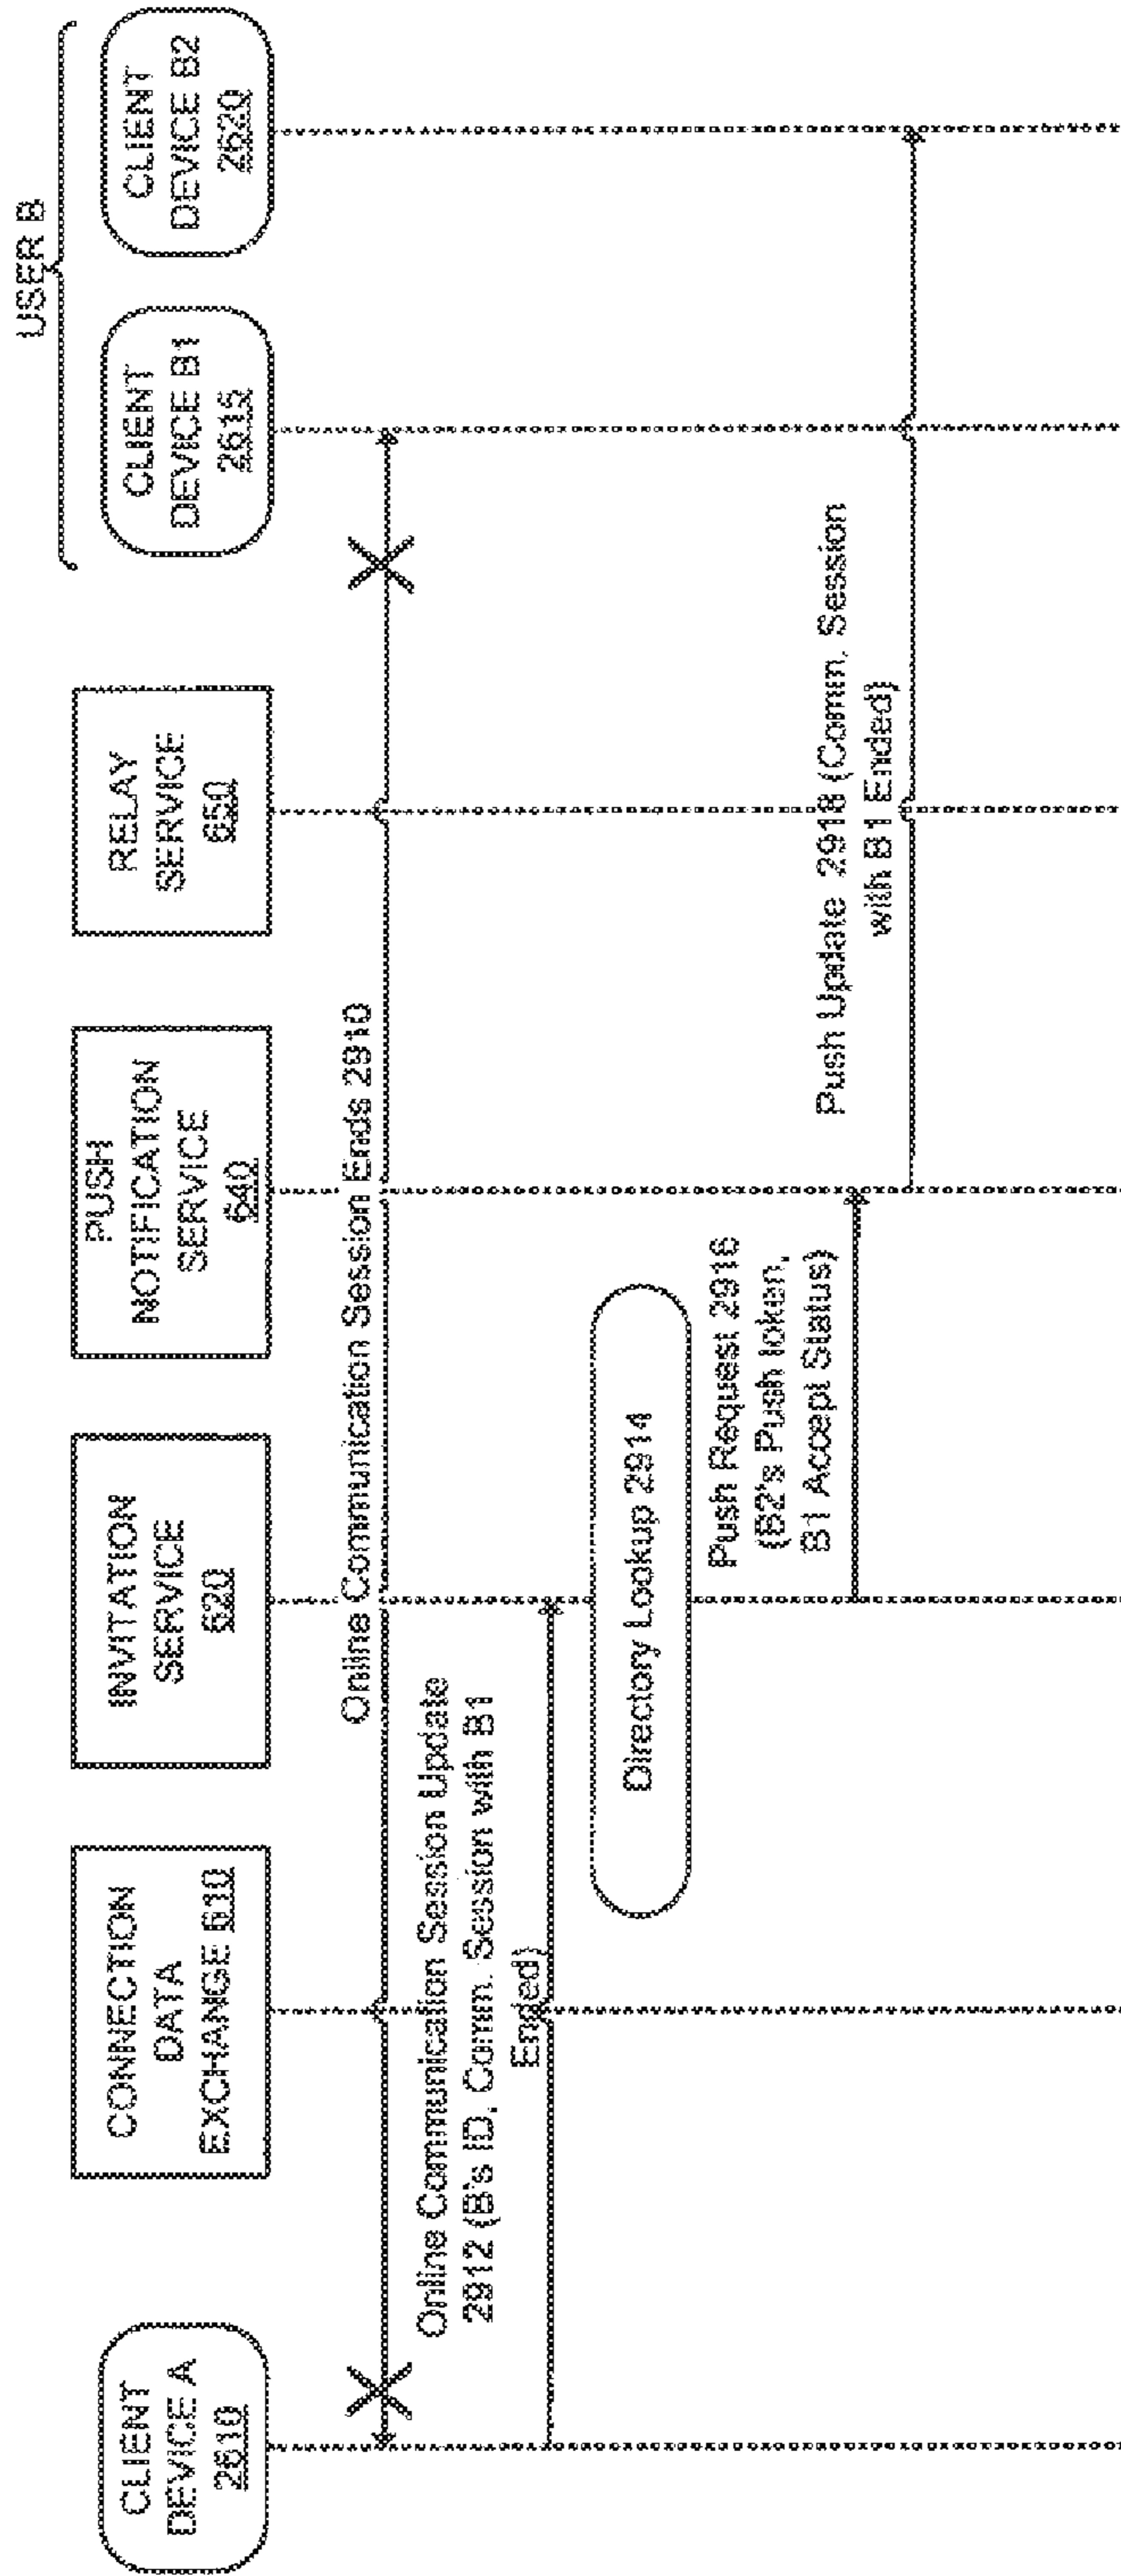 USER B
CLIENT
DEVICE A
2610
CONNECTION
DATA
EXCHANGE 610
INVITATION
SERVICE
620
PUSH
NOTIFICATION
SERVICE
640
RELAY
SERVICE
650
CLIENT
DEVICE B1
2615
CLIENT
DEVICE B2
2620
Online Communication Session Ends 2910
Online Communication Session Update
2912 (B's ID, Comm. Session with B1
Ended)
Directory Lookup 2914
Push Request 2916
(B2's Push token,
B1 Accept Status)
Push Update 2918 (Comm. Session
with B1 Ended)